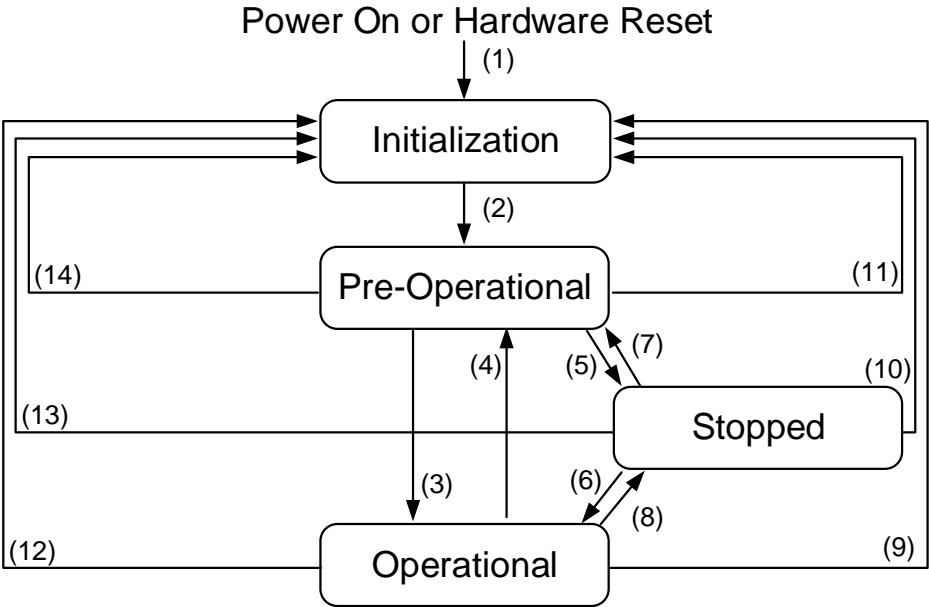 Power On or Hardware Reset
(1)
Initialization
(2)
(14)
Pre-Operational
(11)
(4)
(5)
(7)
(10)
(13)
Stopped
(3)
(6)
(8)
(12)
Operational
(9)